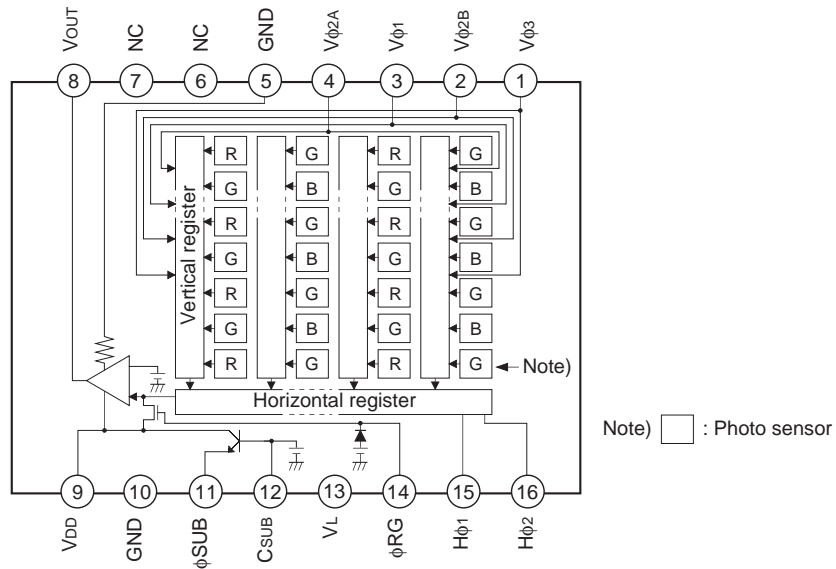 VOUT NC NC GND Vϕ2A Vϕ1 Vϕ2B Vϕ3
8 7 6 5 4 3 2 1
Vertical register
R G R G
G B G B
R G R G
G B G B
R G R G
G B G B
R G R G
Note)
Horizontal register
Note) : Photo sensor
9 10 11 12 13 14 15 16
VDD GND ϕSUB CSUB VL ϕRG Hϕ1 Hϕ2